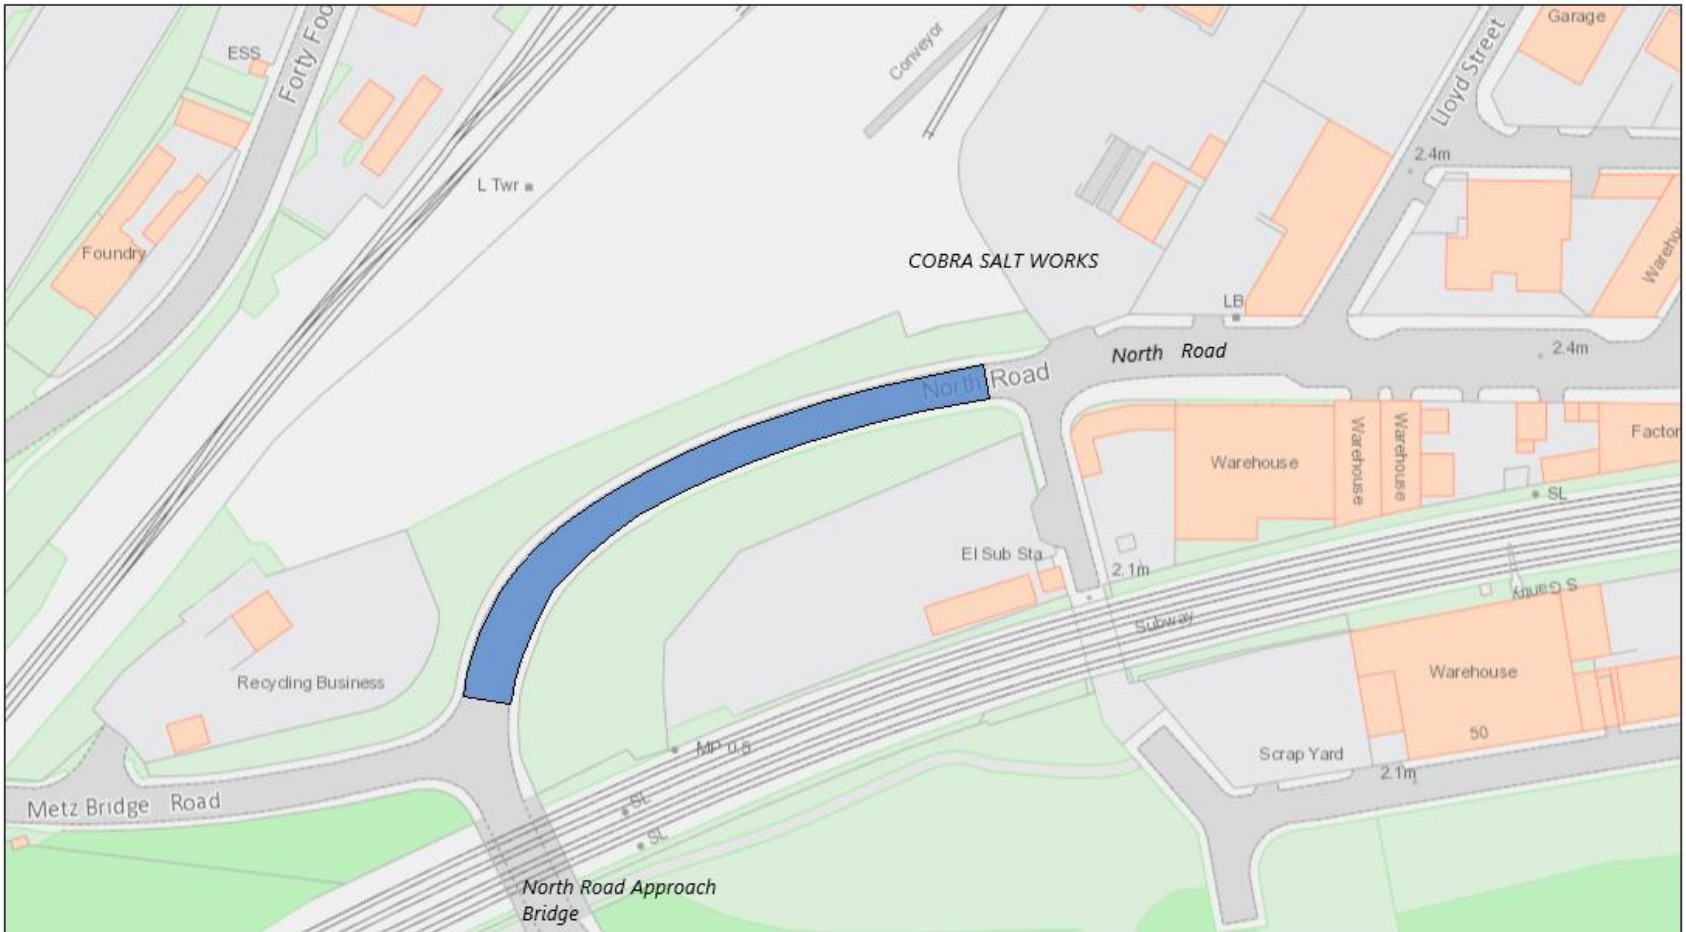 Garage
ESS
Forty Foo
Conveyor
Lloyd Street
2.4m
L Twr
Foundry
COBRA SALT WORKS
Wareho
LB
North Road
2.4m
North Road
Warehouse
Warehouse
Warehouse
Factor
SL
El Sub Sta
2.1m
S Gantry
Subway
Recycling Business
Warehouse
50
MP 0.5
Scrap Yard
2.1m
Metz Bridge Road
SL
SL
North Road Approach
Bridge